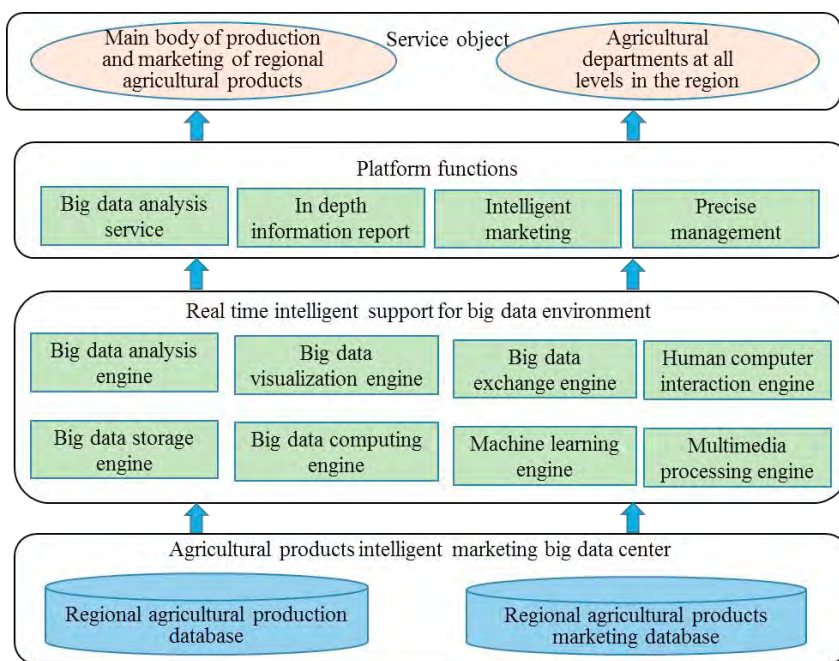 Service object
Main body of production
and marketing of regional
agricultural products
Agricultural
departments at all
levels in the region
Platform functions
Big data analysis
service
In depth
information report
Intelligent
marketing
Precise
management
Real time intelligent support for big data environment
Big data analysis
engine
Big data
visualization engine
Big data
exchange engine
Human computer
interaction engine
Big data storage
engine
Big data computing
engine
Machine learning
engine
Multimedia
processing engine
Agricultural products intelligent marketing big data center
Regional agricultural production
database
Regional agricultural products
marketing database